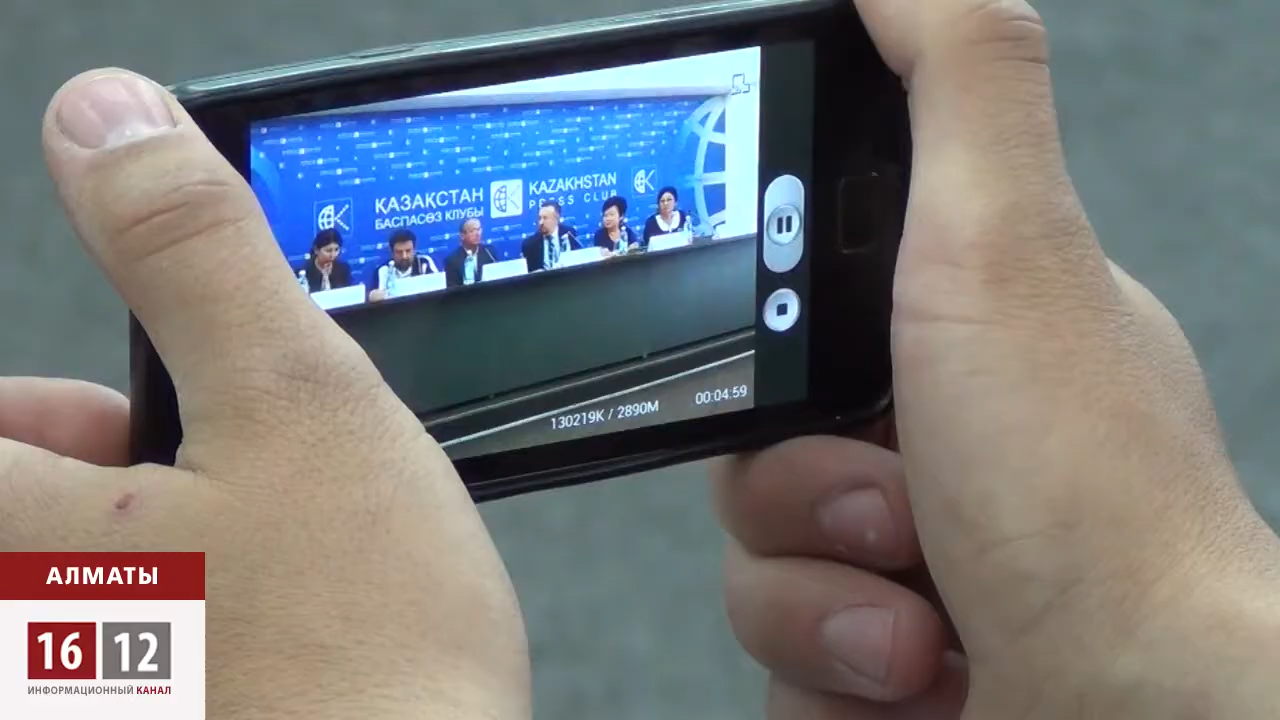 ҚАЗАҚСТАН
БАСПАСӨЗ КЛУБЫ
KAZAKHSTAN
PRESS CLUB
130219K / 2890M
00:04:59
АЛМАТЫ
16 12
ИНФОРМАЦИОННЫЙ КАНАЛ